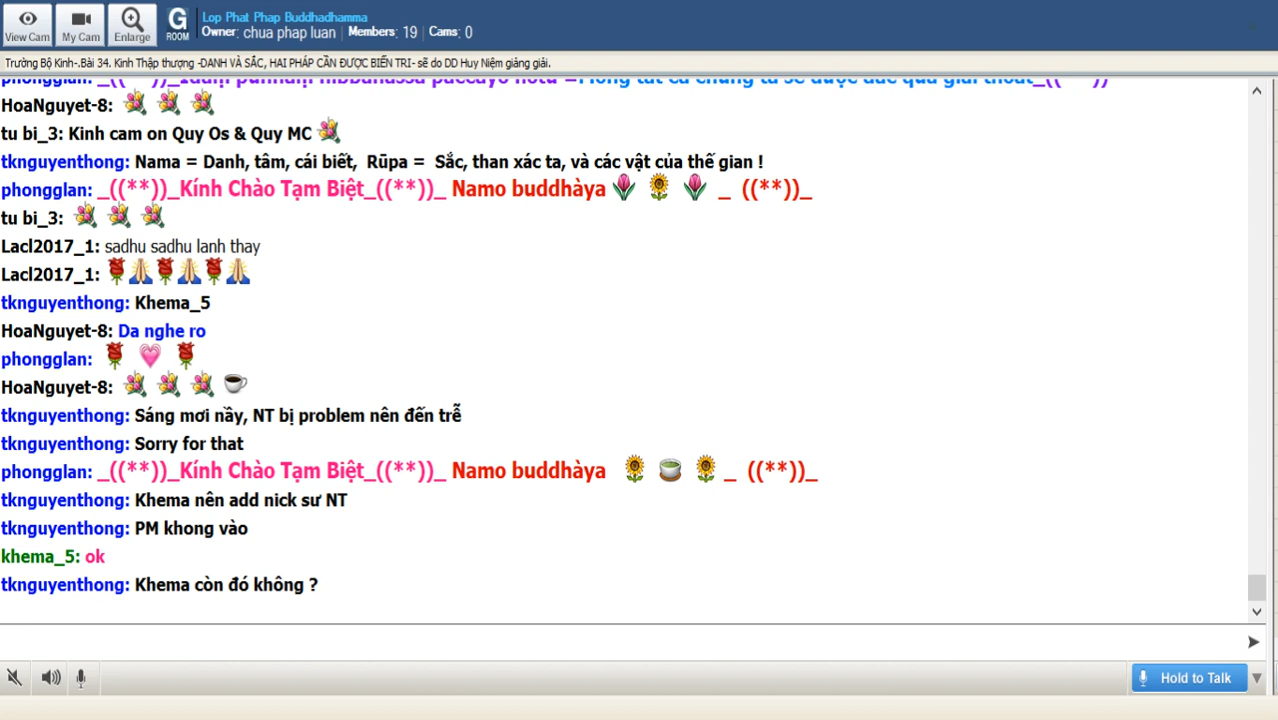 View Cam
My Cam
Enlarge
G
ROOM
Lop Phat Phap Buddhadhamma
Owner: chua phap luan | Members: 19 | Cams: 0
Trường Bộ Kinh-.Bài 34. Kinh Thập thượng -DANH VÀ SẮC, HAI PHÁP CẦN ĐƯỢC BIẾN TRI- sẽ do DD Huy Niệm giảng giải.
HoaNguyet-8:
tu bi_3: Kinh cam on Quy Os & Quy MC
tknguyenthong: Nama = Danh, tâm, cái biết, Rūpa = Sắc, than xác ta, và các vật của thế gian !
phongglan: _((**))_Kính Chào Tạm Biệt_((**))_ Namo buddhàya _ ((**))_
tu bi_3:
Lacl2017_1: sadhu sadhu lanh thay
Lacl2017_1:
tknguyenthong: Khema_5
HoaNguyet-8: Da nghe ro
phongglan:
HoaNguyet-8:
tknguyenthong: Sáng mơi nầy, NT bị problem nên đến trễ
tknguyenthong: Sorry for that
phongglan: _((**))_Kính Chào Tạm Biệt_((**))_ Namo buddhàya _ ((**))_
tknguyenthong: Khema nên add nick sư NT
tknguyenthong: PM khong vào
khema_5: ok
tknguyenthong: Khema còn đó không ?
Hold to Talk